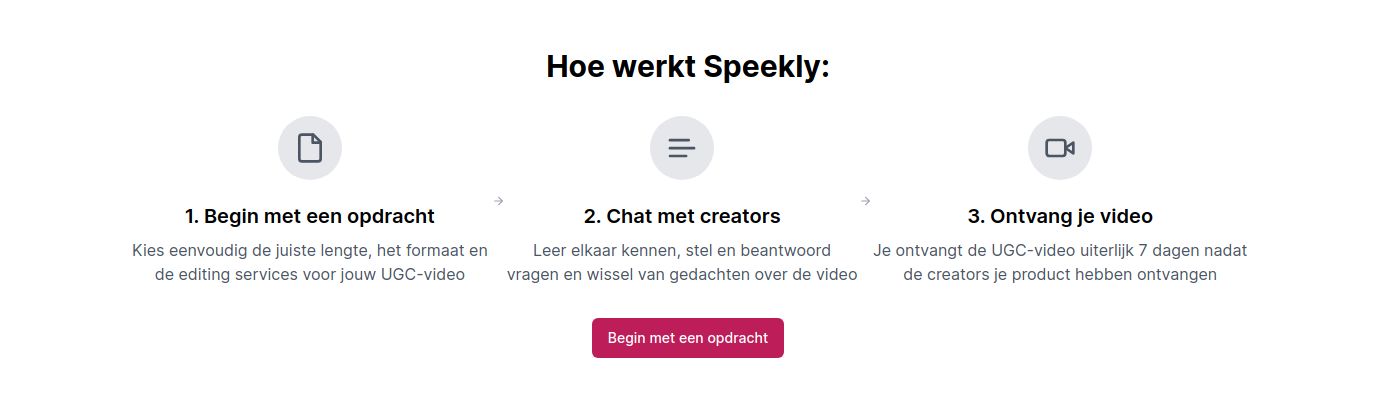 Hoe werkt Speekly:
1. Begin met een opdracht
Kies eenvoudig de juiste lengte, het formaat en
de editing services voor jouw UGC-video
2. Chat met creators
Leer elkaar kennen, stel en beantwoord
vragen en wissel van gedachten over de video
3. Ontvang je video
Je ontvangt de UGC-video uiterlijk 7 dagen nadat
de creators je product hebben ontvangen
Begin met een opdracht